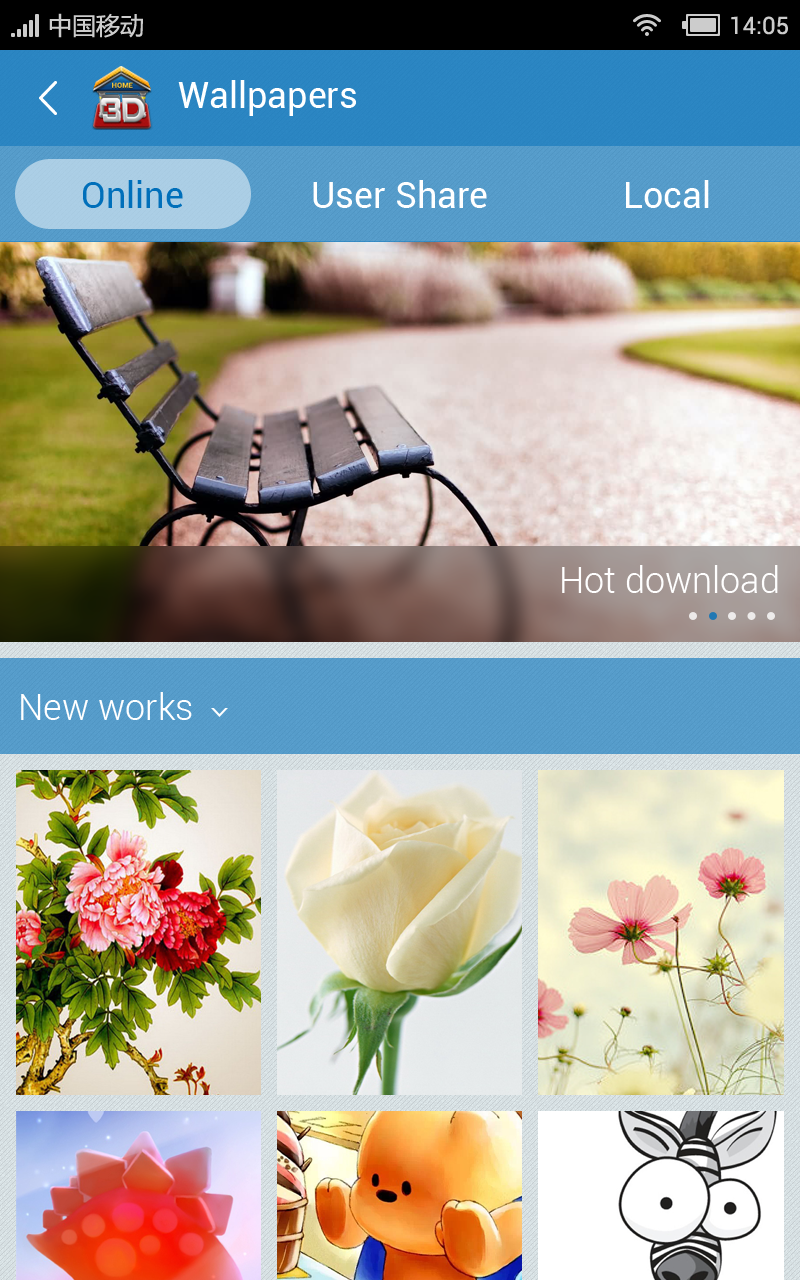 中国移动 14:05
HOME
3D
Wallpapers
Online User Share Local
Hot download
New works